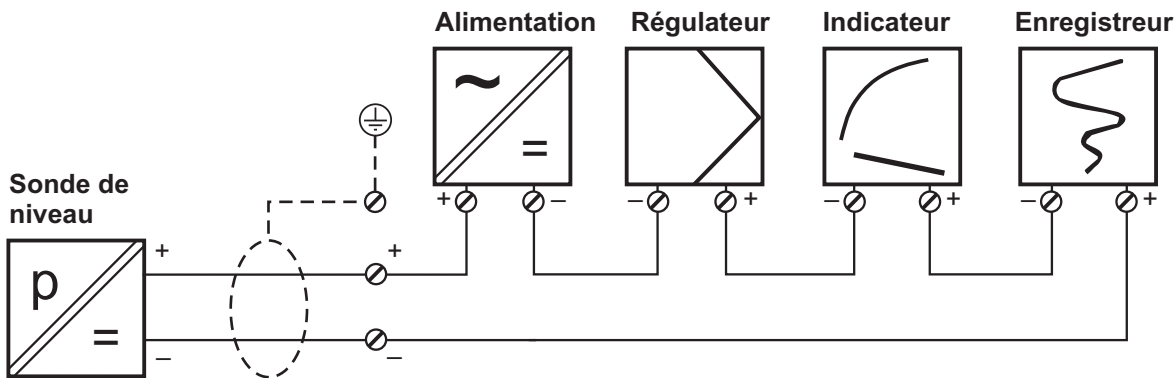 Alimentation Régulateur Indicateur Enregistreur
~
=
+ – – + – + – +
Sonde de
niveau
p
=
+ +
– –